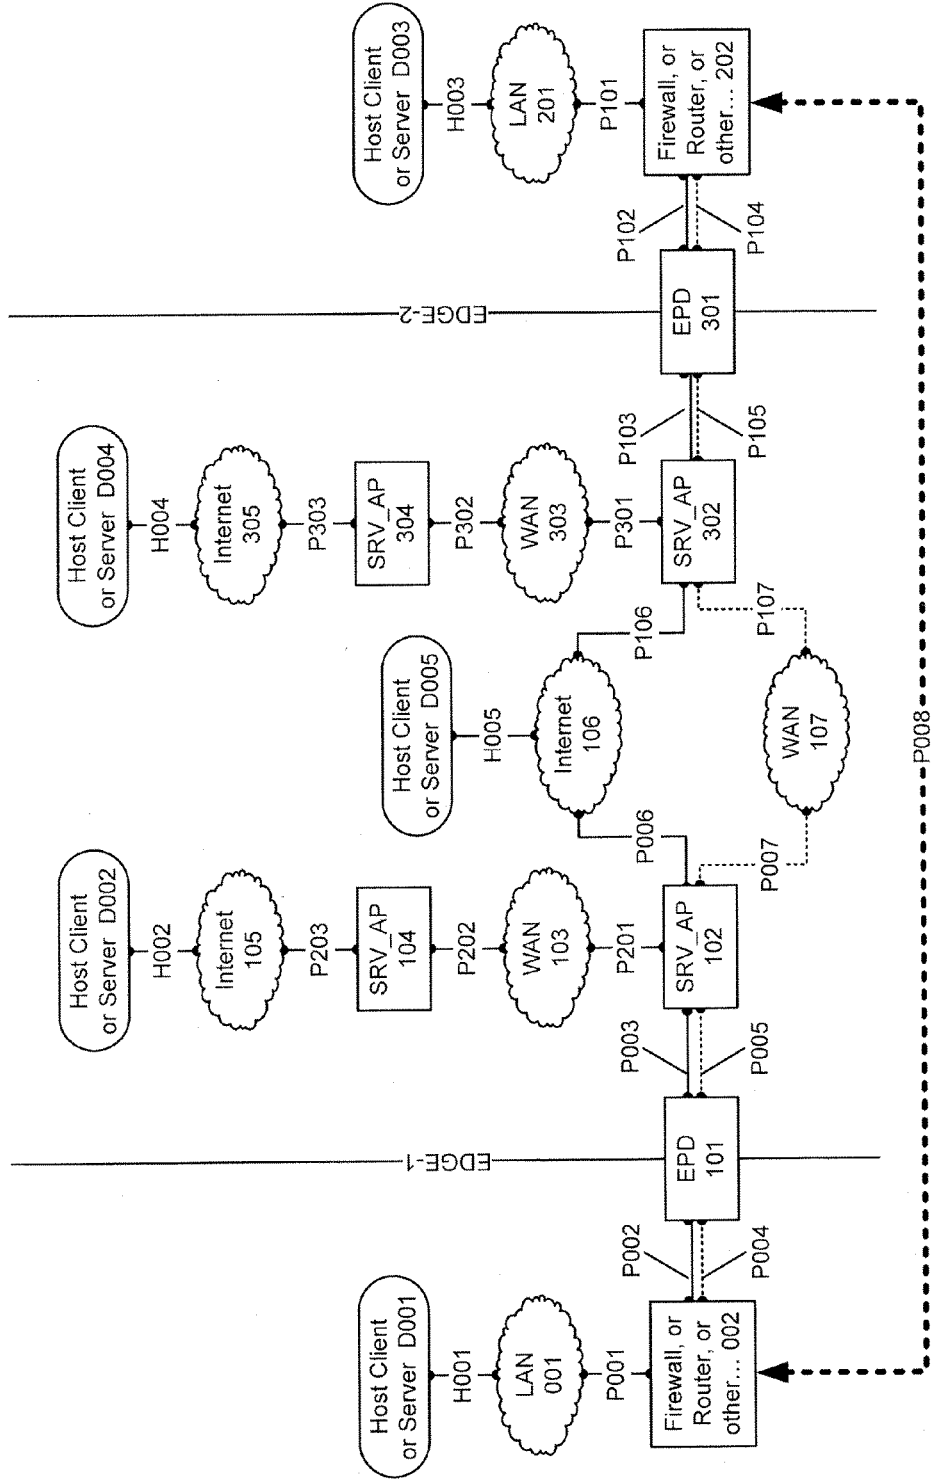 Host Client
or Server D001
H001
LAN
001
P001
Firewall, or
Router, or
other... 002
P002
P004
EDGE-1
EPD
101
P003
P005
Host Client
or Server D002
H002
Internet
105
P203
SRV_AP
104
P202
WAN
103
P201
SRV_AP
102
P006
P007
Host Client
or Server D005
H005
Internet
106
WAN
107
P106
P107
Host Client
or Server D004
H004
Internet
305
P303
SRV_AP
304
P302
WAN
303
P301
SRV_AP
302
P103
P105
EDGE-2
EPD
301
P102
P104
Host Client
or Server D003
H003
LAN
201
P101
Firewall, or
Router, or
other... 202
P008